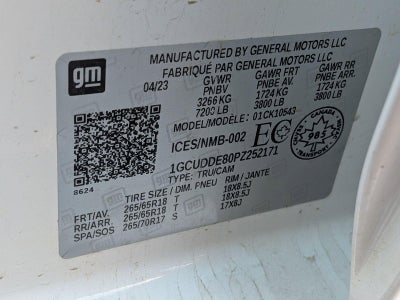 gm
MANUFACTURED BY GENERAL MOTORS LLC
FABRIQUÉ PAR GENERAL MOTORS LLC
04/23 GVWR GAWR FRT GAWR RR
PNBV PNBE AV. PNBE ARR.
3266 KG 1724 KG 1724 KG
7200 LB 3800 LB 3800 LB
MODEL/MODÈLE: 01CK10543
ICES/NMB-002 EC
CANADA
985
1GCUDDE80PZ252171
TYPE: TRU/CAM
8624
TIRE SIZE / DIM. PNEU RIM / JANTE
FRT/AV. 265/65R18 T 18X8.5J
RR/ARR. 265/65R18 T 18X8.5J
SPA/SOS 265/70R17 S 17X8J